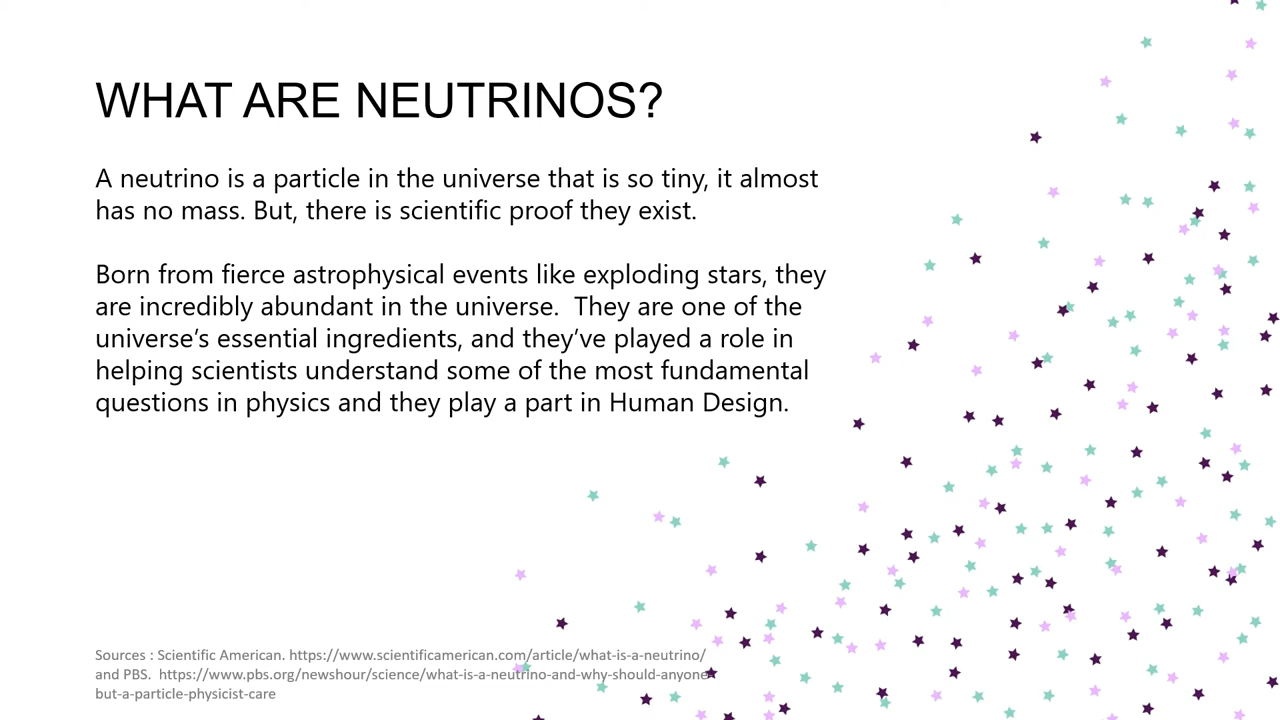 WHAT ARE NEUTRINOS?
A neutrino is a particle in the universe that is so tiny, it almost
has no mass. But, there is scientific proof they exist.
Born from fierce astrophysical events like exploding stars, they
are incredibly abundant in the universe.  They are one of the
universe’s essential ingredients, and they’ve played a role in
helping scientists understand some of the most fundamental
questions in physics and they play a part in Human Design.
Sources : Scientific American. https://www.scientificamerican.com/article/what-is-a-neutrino/
and PBS.  https://www.pbs.org/newshour/science/what-is-a-neutrino-and-why-should-anyone-
but-a-particle-physicist-care